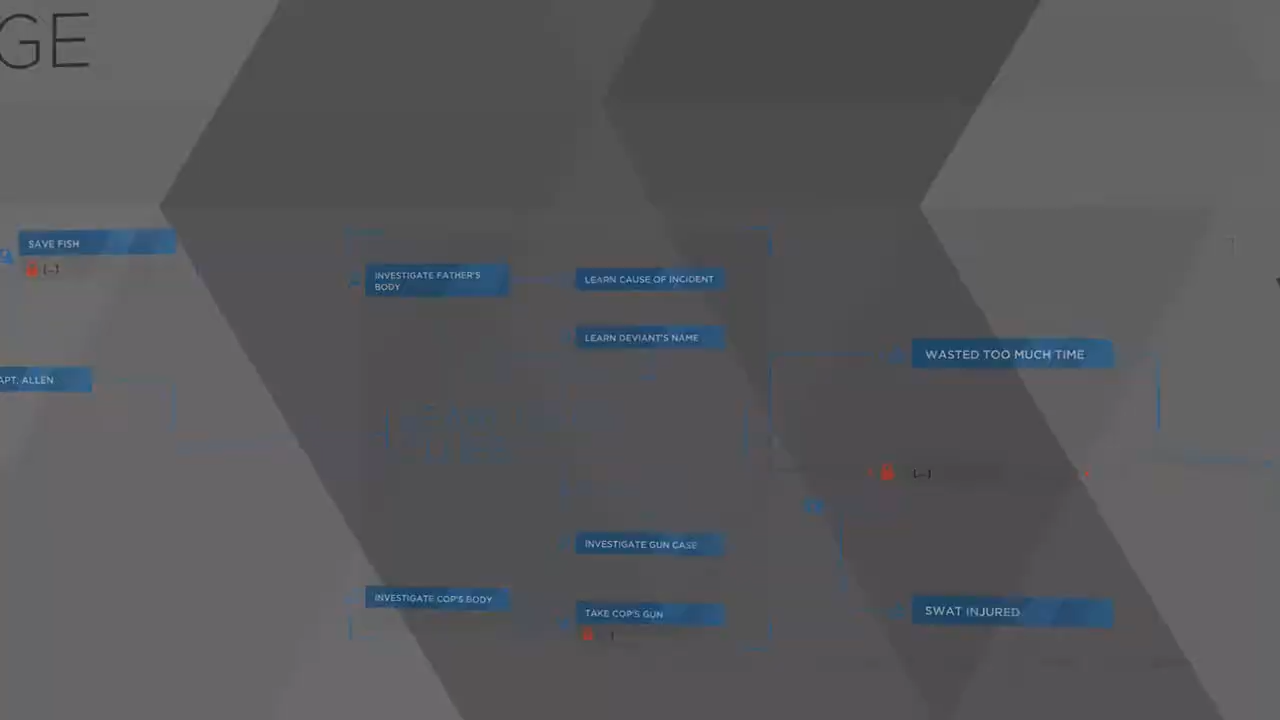 GE
SAVE FISH
[...]
INVESTIGATE FATHER'S
BODY
LEARN CAUSE OF INCIDENT
LEARN DEVIANT'S NAME
WASTED TOO MUCH TIME
APT. ALLEN
[...]
INVESTIGATE GUN CASE
INVESTIGATE COP'S BODY
TAKE COP'S GUN
SWAT INJURED